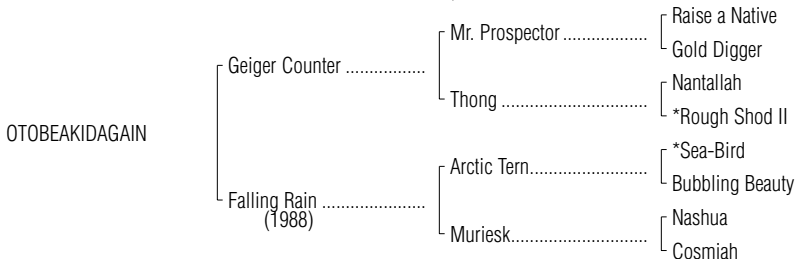 Raise a Native
Mr. Prospector ..................
Gold Digger
Geiger Counter .................
Nantallah
Thong ...............................
*Rough Shod II
OTOBEAKIDAGAIN
*Sea-Bird
Arctic Tern.........................
Bubbling Beauty
Falling Rain ......................
(1988)
Nashua
Muriesk.............................
Cosmiah